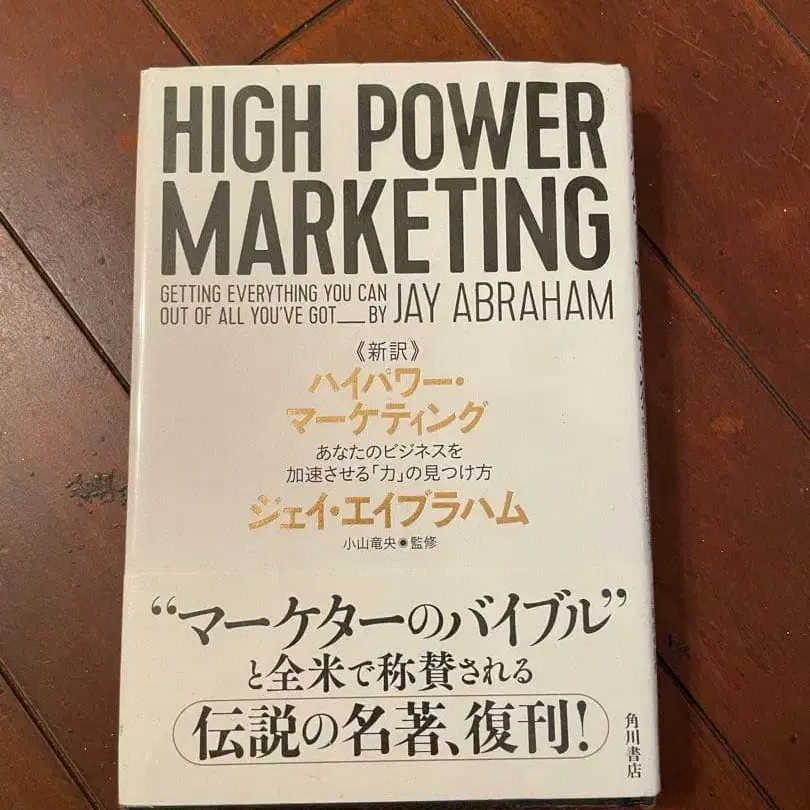 HIGH POWER
MARKETING
GETTING EVERYTHING YOU CAN
OUT OF ALL YOU'VE GOT__BY JAY ABRAHAM
《新訳》
ハイパワー・
マーケティング
あなたのビジネスを
加速させる「力」の見つけ方
ジェイ・エイブラハム
小山竜央◉監修
“マーケターのバイブル”
と全米で称賛される
伝説の名著、復刊!
角川書店